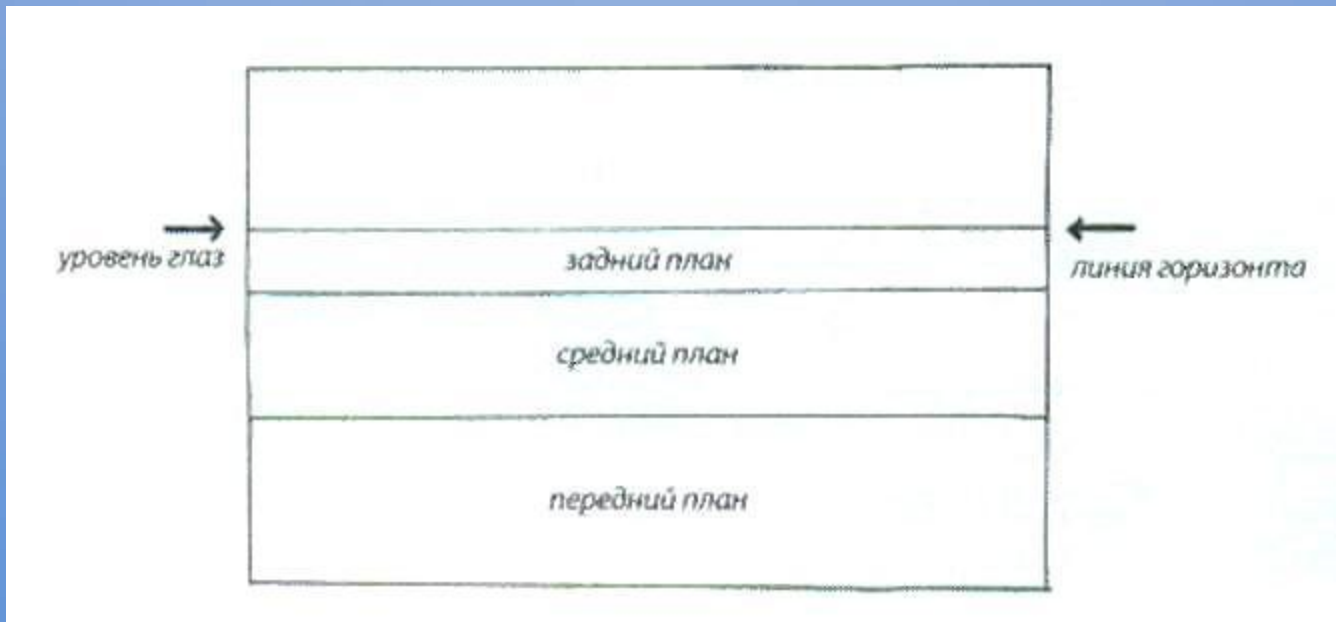 уровень глаз
задний план
линия горизонта
средний план
передний план